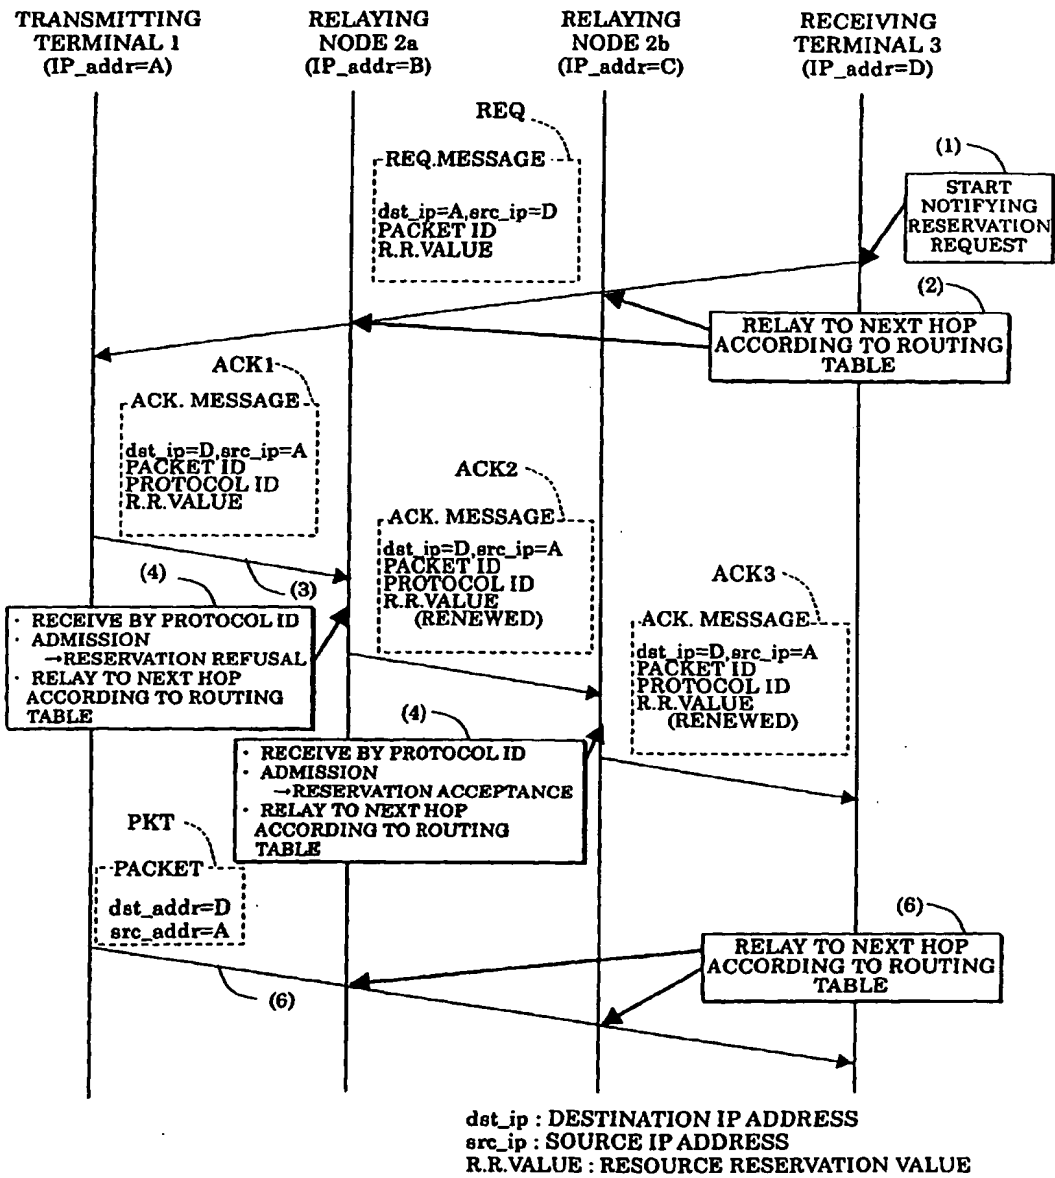 TRANSMITTING
TERMINAL 1
(IP_addr=A)
RELAYING
NODE 2a
(IP_addr=B)
RELAYING
NODE 2b
(IP_addr=C)
RECEIVING
TERMINAL 3
(IP_addr=D)
REQ
REQ.MESSAGE
dst_ip=A,src_ip=D
PACKET ID
R.R.VALUE
(1)
START
NOTIFYING
RESERVATION
REQUEST
(2)
RELAY TO NEXT HOP
ACCORDING TO ROUTING
TABLE
ACK1
ACK. MESSAGE
dst_ip=D,src_ip=A
PACKET ID
PROTOCOL ID
R.R.VALUE
ACK2
ACK. MESSAGE
dst_ip=D,src_ip=A
PACKET ID
PROTOCOL ID
R.R.VALUE
(RENEWED)
(3)
(4)
· RECEIVE BY PROTOCOL ID
· ADMISSION
→RESERVATION REFUSAL
· RELAY TO NEXT HOP
ACCORDING TO ROUTING
TABLE
ACK3
ACK. MESSAGE
dst_ip=D,src_ip=A
PACKET ID
PROTOCOL ID
R.R.VALUE
(RENEWED)
(4)
· RECEIVE BY PROTOCOL ID
· ADMISSION
→RESERVATION ACCEPTANCE
· RELAY TO NEXT HOP
ACCORDING TO ROUTING
TABLE
PKT
PACKET
dst_addr=D
src_addr=A
(6)
(6)
RELAY TO NEXT HOP
ACCORDING TO ROUTING
TABLE
dst_ip : DESTINATION IP ADDRESS
src_ip : SOURCE IP ADDRESS
R.R.VALUE : RESOURCE RESERVATION VALUE